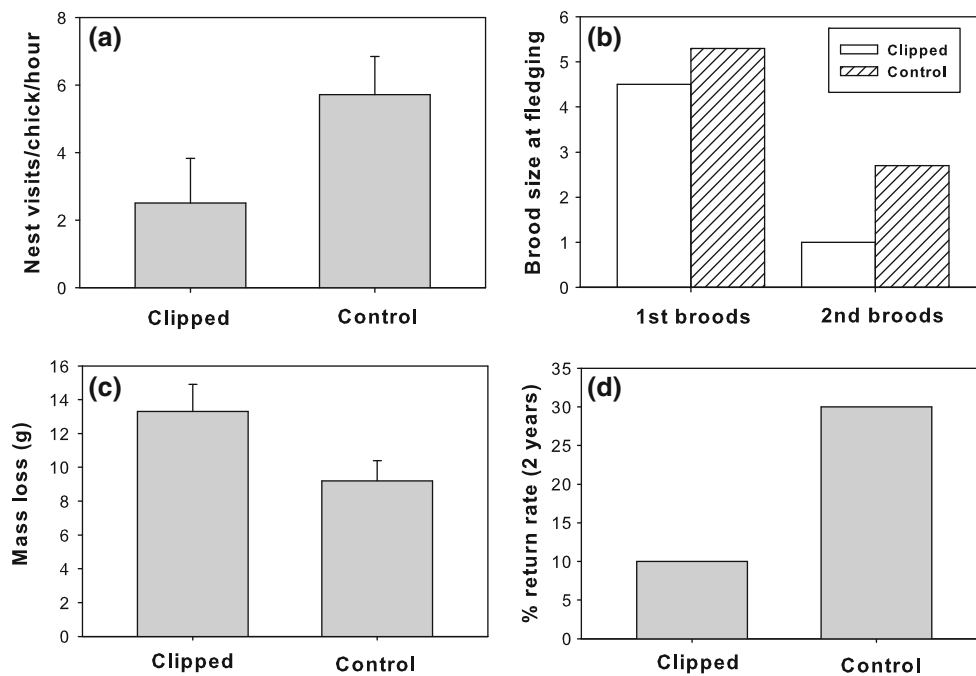 (a)
Nest visits/chick/hour
8
6
4
2
0
Clipped Control
(b)
Brood size at fledging
6
5
4
3
2
1
0
Clipped
Control
1st broods 2nd broods
(c)
Mass loss (g)
16
14
12
10
8
6
4
2
0
Clipped Control
(d)
% return rate (2 years)
35
30
25
20
15
10
5
0
Clipped Control